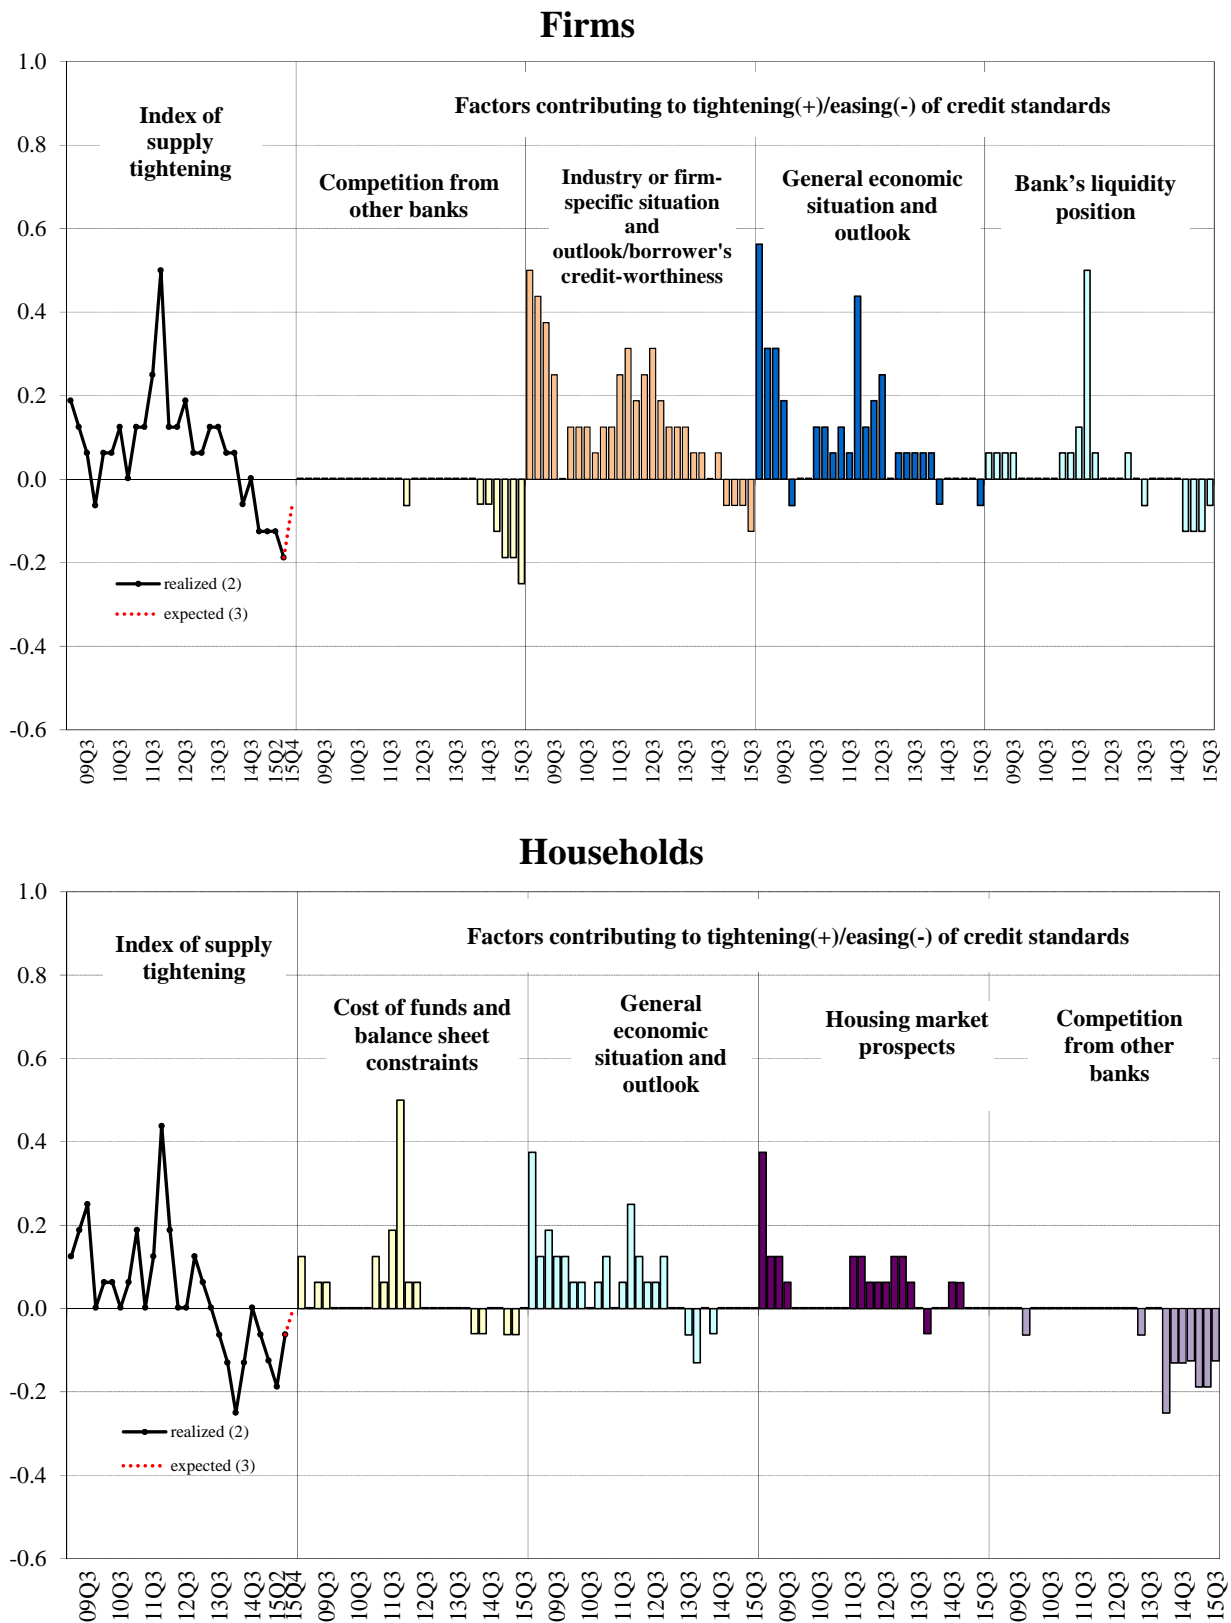 Firms
1.0
0.8
0.6
0.4
0.2
0.0
-0.2
-0.4
-0.6
Index of
supply
tightening
Factors contributing to tightening(+)/easing(-) of credit standards
Competition from
other banks
Industry or firm-
specific situation
and
outlook/borrower's
credit-worthiness
General economic
situation and
outlook
Bank's liquidity
position
realized (2)
expected (3)
09Q3 10Q3 11Q3 12Q3 13Q3 14Q3 15Q2 15Q4 09Q3 10Q3 11Q3 12Q3 13Q3 14Q3 15Q3 09Q3 10Q3 11Q3 12Q3 13Q3 14Q3 15Q3 09Q3 10Q3 11Q3 12Q3 13Q3 14Q3 15Q3 09Q3 10Q3 11Q3 12Q3 13Q3 14Q3 15Q3
Households
1.0
0.8
0.6
0.4
0.2
0.0
-0.2
-0.4
-0.6
Index of supply
tightening
Factors contributing to tightening(+)/easing(-) of credit standards
Cost of funds and
balance sheet
constraints
General
economic
situation and
outlook
Housing market
prospects
Competition
from other
banks
realized (2)
expected (3)
09Q3 10Q3 11Q3 12Q3 13Q3 14Q3 15Q2 15Q4 09Q3 10Q3 11Q3 12Q3 13Q3 14Q3 15Q3 09Q3 10Q3 11Q3 12Q3 13Q3 14Q3 15Q3 09Q3 10Q3 11Q3 12Q3 13Q3 14Q3 15Q3 09Q3 10Q3 11Q3 12Q3 13Q3 14Q3 15Q3